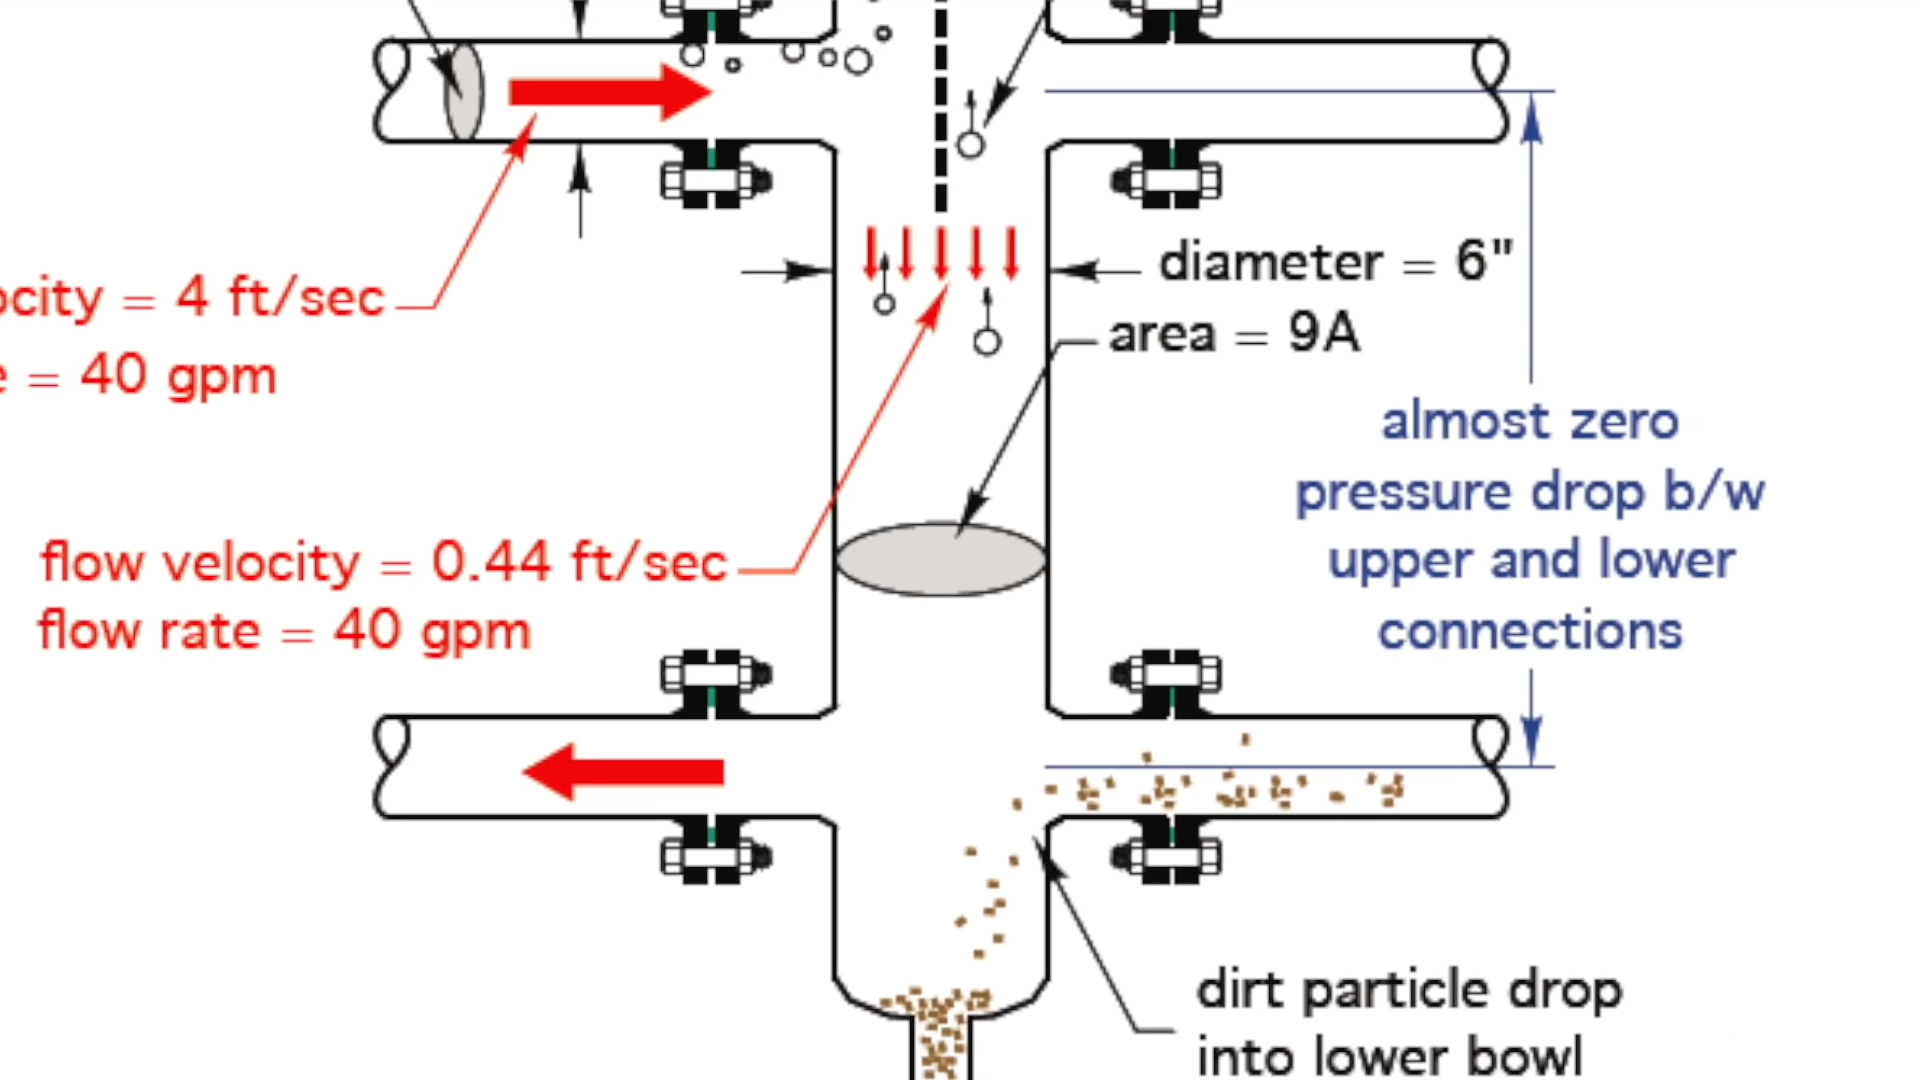 diameter = 6"
ocity = 4 ft/sec
area = 9A
e = 40 gpm
almost zero
pressure drop b/w
upper and lower
connections
flow velocity = 0.44 ft/sec
flow rate = 40 gpm
dirt particle drop
into lower bowl